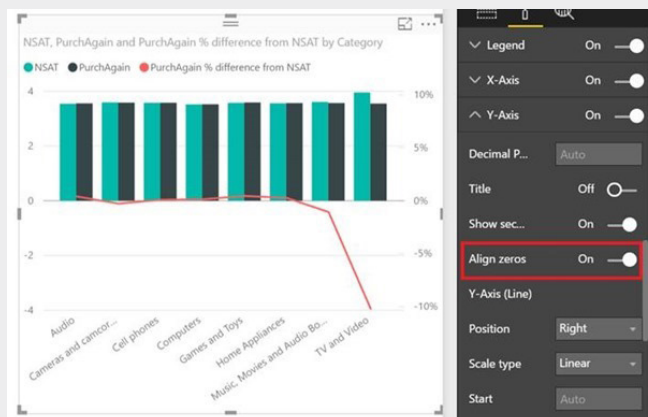 NSAT, PurchAgain and PurchAgain % difference from NSAT by Category
NSAT PurchAgain PurchAgain % difference from NSAT
4
2
0
-2
-4
10%
5%
0%
-5%
-10%
Audio
Cameras and camcor...
Cell phones
Computers
Games and Toys
Home Appliances
Music, Movies and Audio Bo...
TV and Video
Legend On
X-Axis On
Y-Axis On
Decimal P... Auto
Title Off
Show sec... On
Align zeros On
Y-Axis (Line)
Position Right
Scale type Linear
Start Auto